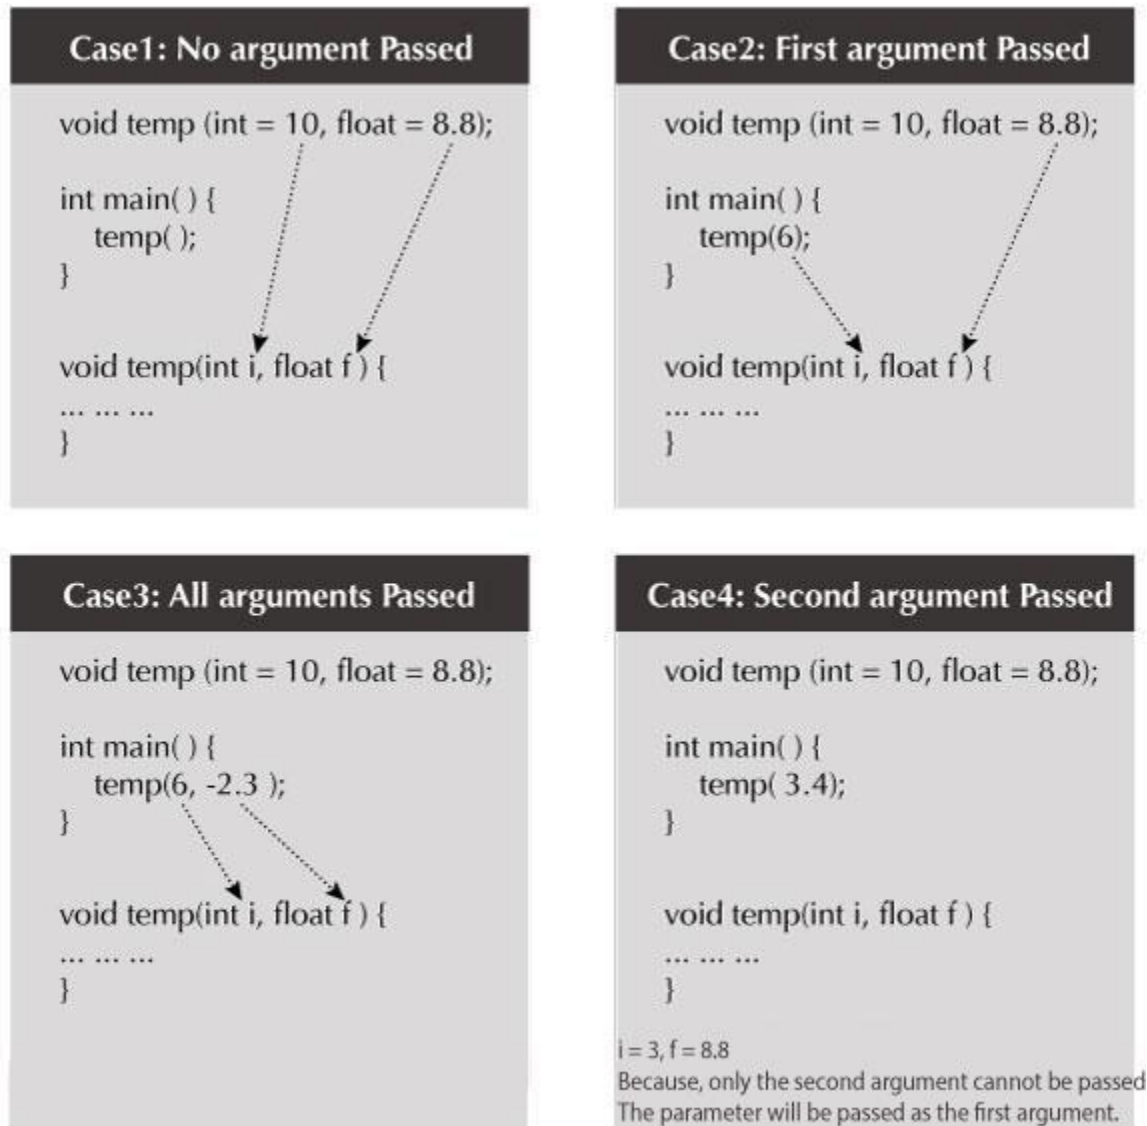 Case1: No argument Passed
void temp (int = 10, float = 8.8);
int main( ) {
temp( );
}
void temp(int i, float f ) {
... ... ...
}
Case2: First argument Passed
void temp (int = 10, float = 8.8);
int main( ) {
temp(6);
}
void temp(int i, float f ) {
... ... ...
}
Case3: All arguments Passed
void temp (int = 10, float = 8.8);
int main( ) {
temp(6, -2.3 );
}
void temp(int i, float f ) {
... ... ...
}
Case4: Second argument Passed
void temp (int = 10, float = 8.8);
int main( ) {
temp( 3.4);
}
void temp(int i, float f ) {
... ... ...
}
i = 3, f = 8.8
Because, only the second argument cannot be passed
The parameter will be passed as the first argument.